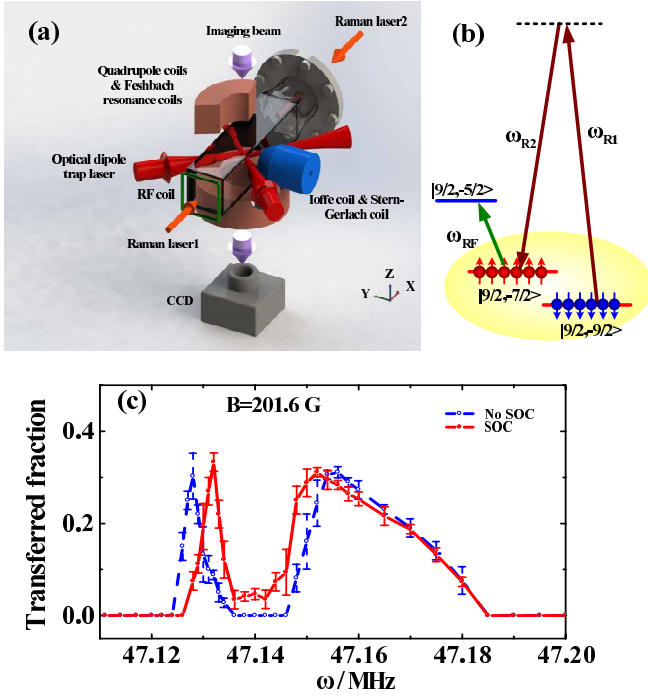 (a)
Imaging beam
Raman laser2
Quadrupole coils
& Feshbach
resonance coils
Optical dipole
trap laser
RF coil
Ioffe coil & Stern-
Gerlach coil
Raman laser1
CCD
Z
Y
X
(b)
ωR2
ωR1
|9/2,-5/2>
ωRF
|9/2,-7/2>
|9/2,-9/2>
(c)
B=201.6 G
No SOC
SOC
Transferred fraction
0.4
0.2
0.0
47.12
47.14
47.16
47.18
47.20
ω/MHz